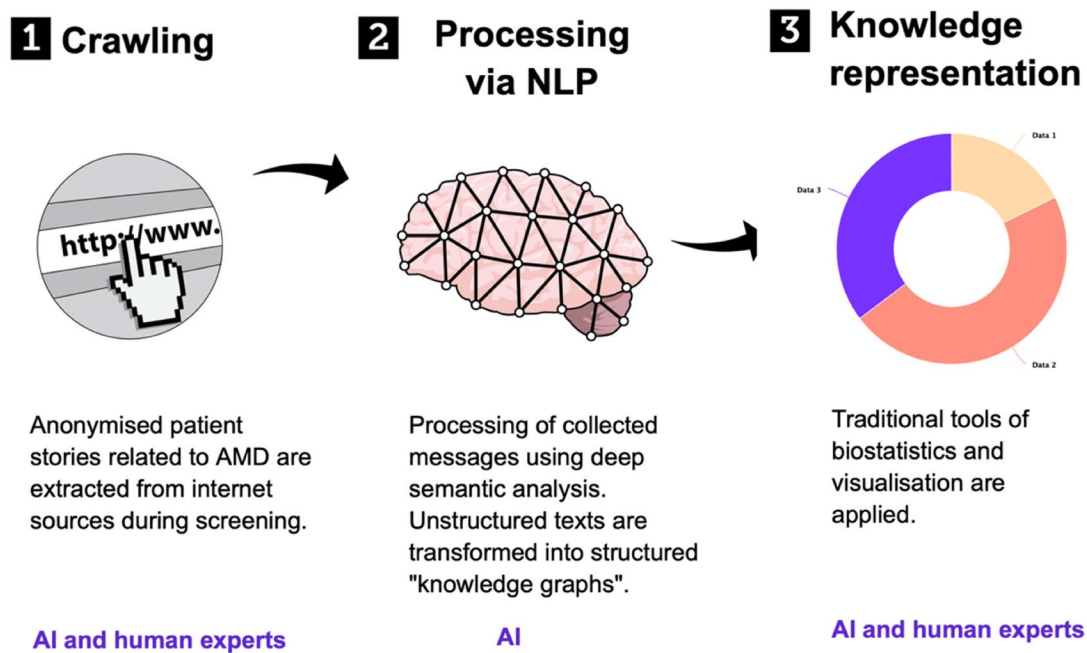 1 Crawling
2 Processing
via NLP
3 Knowledge
representation
http://www.
Data 1
Data 3
Data 2
Anonymised patient
stories related to AMD are
extracted from internet
sources during screening.
Processing of collected
messages using deep
semantic analysis.
Unstructured texts are
transformed into structured
"knowledge graphs".
Traditional tools of
biostatistics and
visualisation are
applied.
AI and human experts
AI
AI and human experts